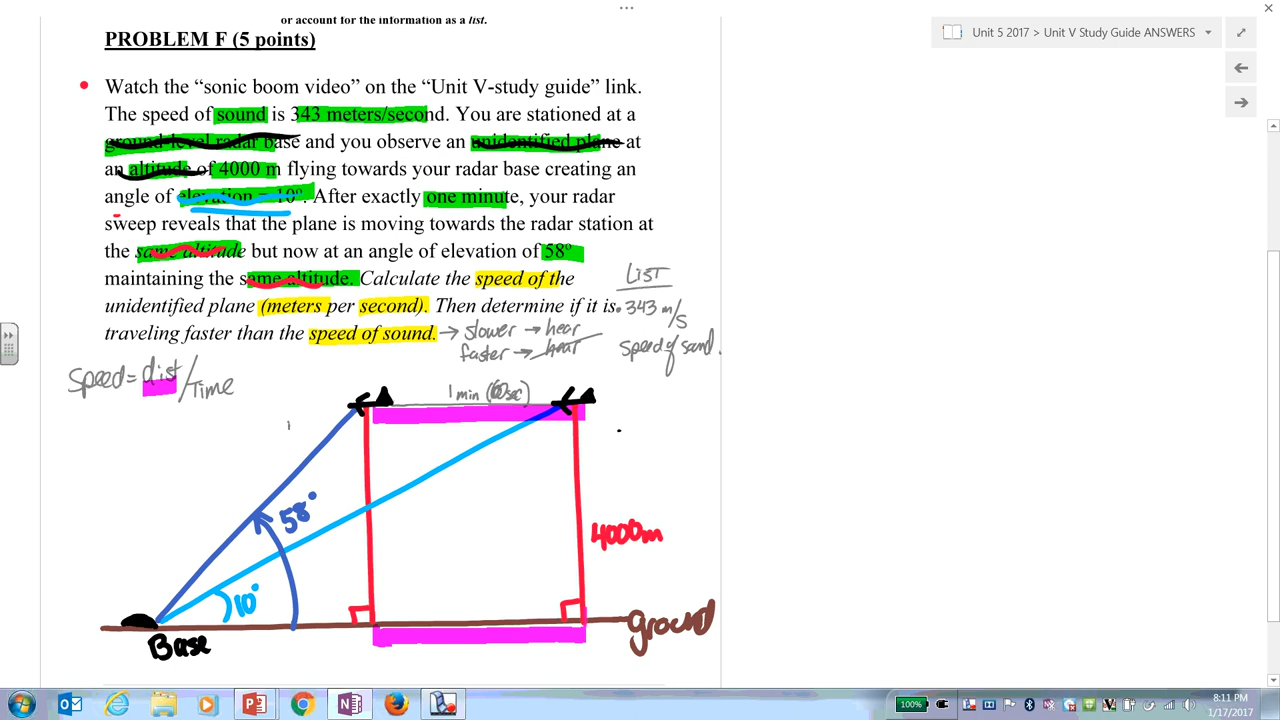 or account for the information as a list.
Unit 5 2017 > Unit V Study Guide ANSWERS
PROBLEM F (5 points)
• Watch the “sonic boom video” on the “Unit V-study guide” link.
The speed of sound is 343 meters/second. You are stationed at a
ground-level radar base and you observe an unidentified plane at
an altitude of 4000 m flying towards your radar base creating an
angle of elevation = 10°. After exactly one minute, your radar
sweep reveals that the plane is moving towards the radar station at
the same altitude but now at an angle of elevation of 58°
maintaining the same altitude. Calculate the speed of the
unidentified plane (meters per second). Then determine if it is
traveling faster than the speed of sound.
→ slower → hear
faster → hear
LIST
• 343 m/s
speed of sound.
Speed = dist/Time
1 min (60sec)
58°
10°
4000m
Base
ground
100%
8:11 PM
1/17/2017